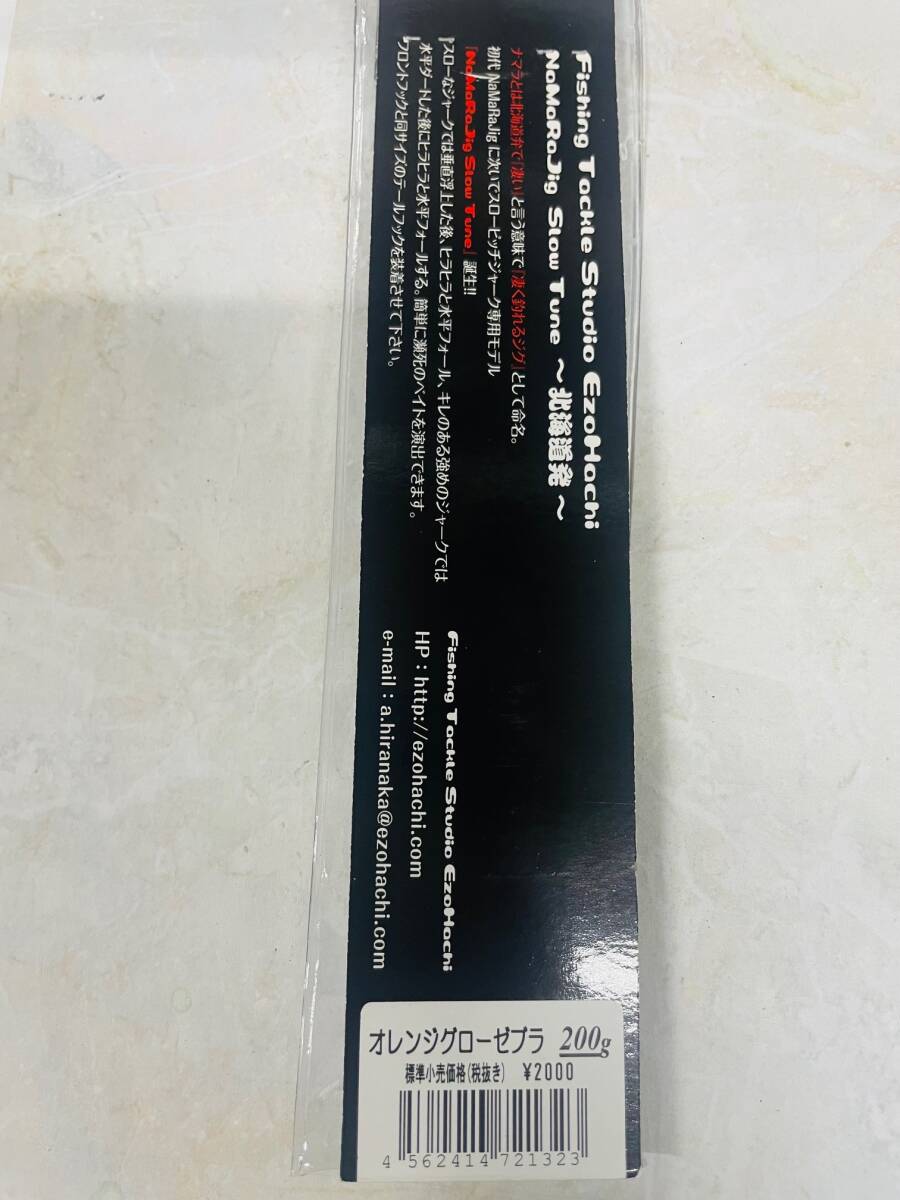 Fishing Tackle Studio EzoHachi
NaMaRaJig Slow Tune ～北海道発～
ナマラとは北海道弁で「凄い」と言う意味で「凄く釣れるジグ」として命名。
初代 NaMaRaJig に次いでスローピッチジャーク専用モデル
「NaMaRaJig Slow Tune」誕生!!
スローなジャークでは垂直浮上した後、ヒラヒラと水平フォール、キレのある強めのジャークでは
水平ダートした後にヒラヒラと水平フォールする。簡単に瀕死のベイトを演出できます。
フロントフックと同サイズのテールフックを装着させて下さい。
Fishing Tackle Studio EzoHachi
HP：http://ezohachi.com
e-mail：a.hiranaka@ezohachi.com
オレンジグローゼブラ 200g
標準小売価格(税抜き) ¥2000
4 562414 721323